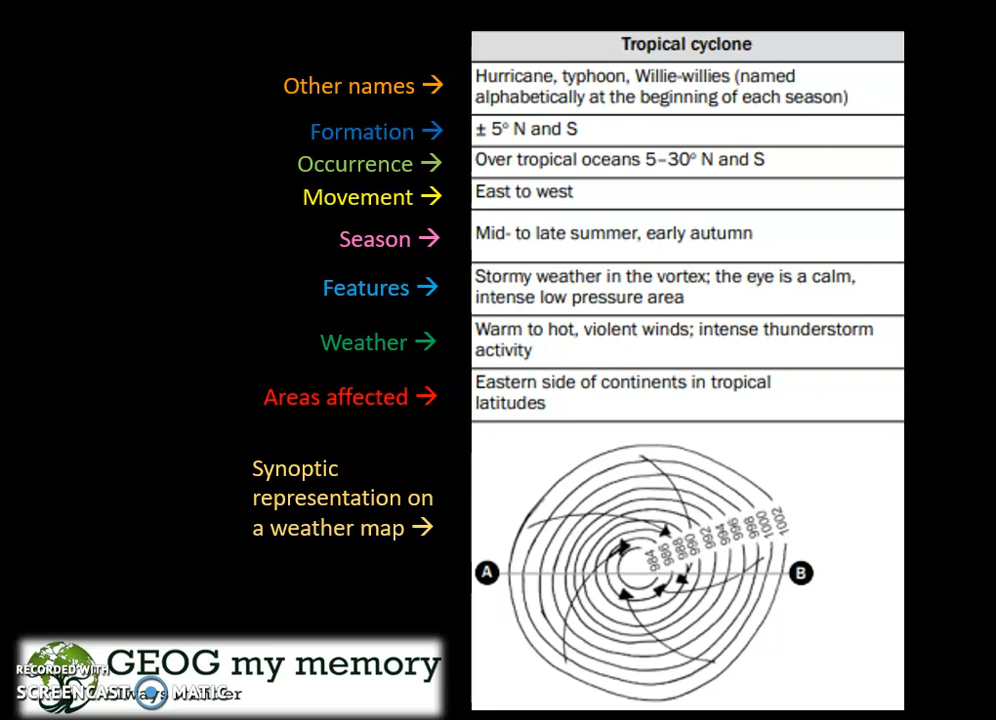 Tropical cyclone
Other names →
Hurricane, typhoon, Willie-willies (named
alphabetically at the beginning of each season)
Formation →
± 5° N and S
Occurrence →
Over tropical oceans 5–30° N and S
Movement →
East to west
Season →
Mid- to late summer, early autumn
Features →
Stormy weather in the vortex; the eye is a calm,
intense low pressure area
Weather →
Warm to hot, violent winds; intense thunderstorm
activity
Areas affected →
Eastern side of continents in tropical
latitudes
Synoptic
representation on
a weather map →
984 986 988 990 992 994 996 998 1000 1002
A
B
GEOG my memory
RECORDED WITH
SCREENCAST MATIC